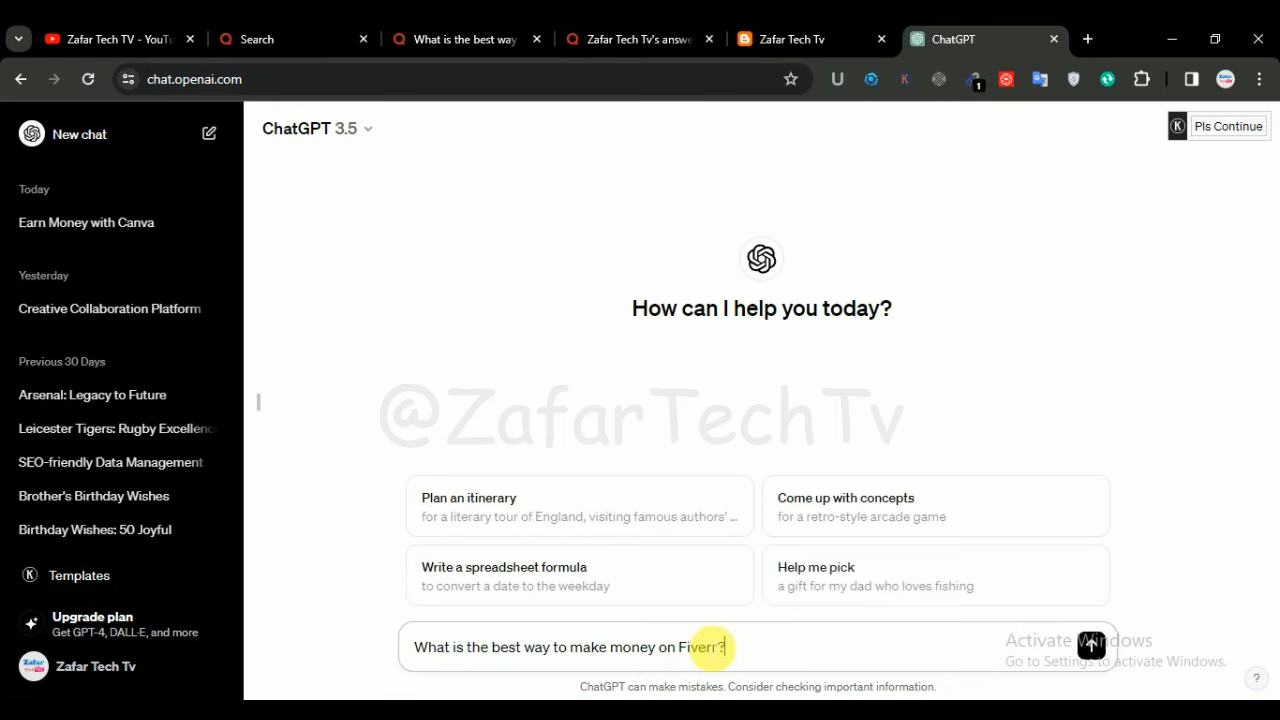 Zafar Tech TV - YouTu
Search
What is the best way
Zafar Tech Tv's answe
Zafar Tech Tv
ChatGPT
chat.openai.com
1
New chat
ChatGPT 3.5
K
Pls Continue
Today
Earn Money with Canva
Yesterday
Creative Collaboration Platform
Previous 30 Days
Arsenal: Legacy to Future
Leicester Tigers: Rugby Excellenc
SEO-friendly Data Management
Brother's Birthday Wishes
Birthday Wishes: 50 Joyful
K Templates
Upgrade plan
Get GPT-4, DALL·E, and more
Zafar Tech Tv
How can I help you today?
@ZafarTechTv
Plan an itinerary
for a literary tour of England, visiting famous authors' ...
Come up with concepts
for a retro-style arcade game
Write a spreadsheet formula
to convert a date to the weekday
Help me pick
a gift for my dad who loves fishing
What is the best way to make money on Fiverr?
Activate Windows
Go to Settings to activate Windows.
ChatGPT can make mistakes. Consider checking important information.
?